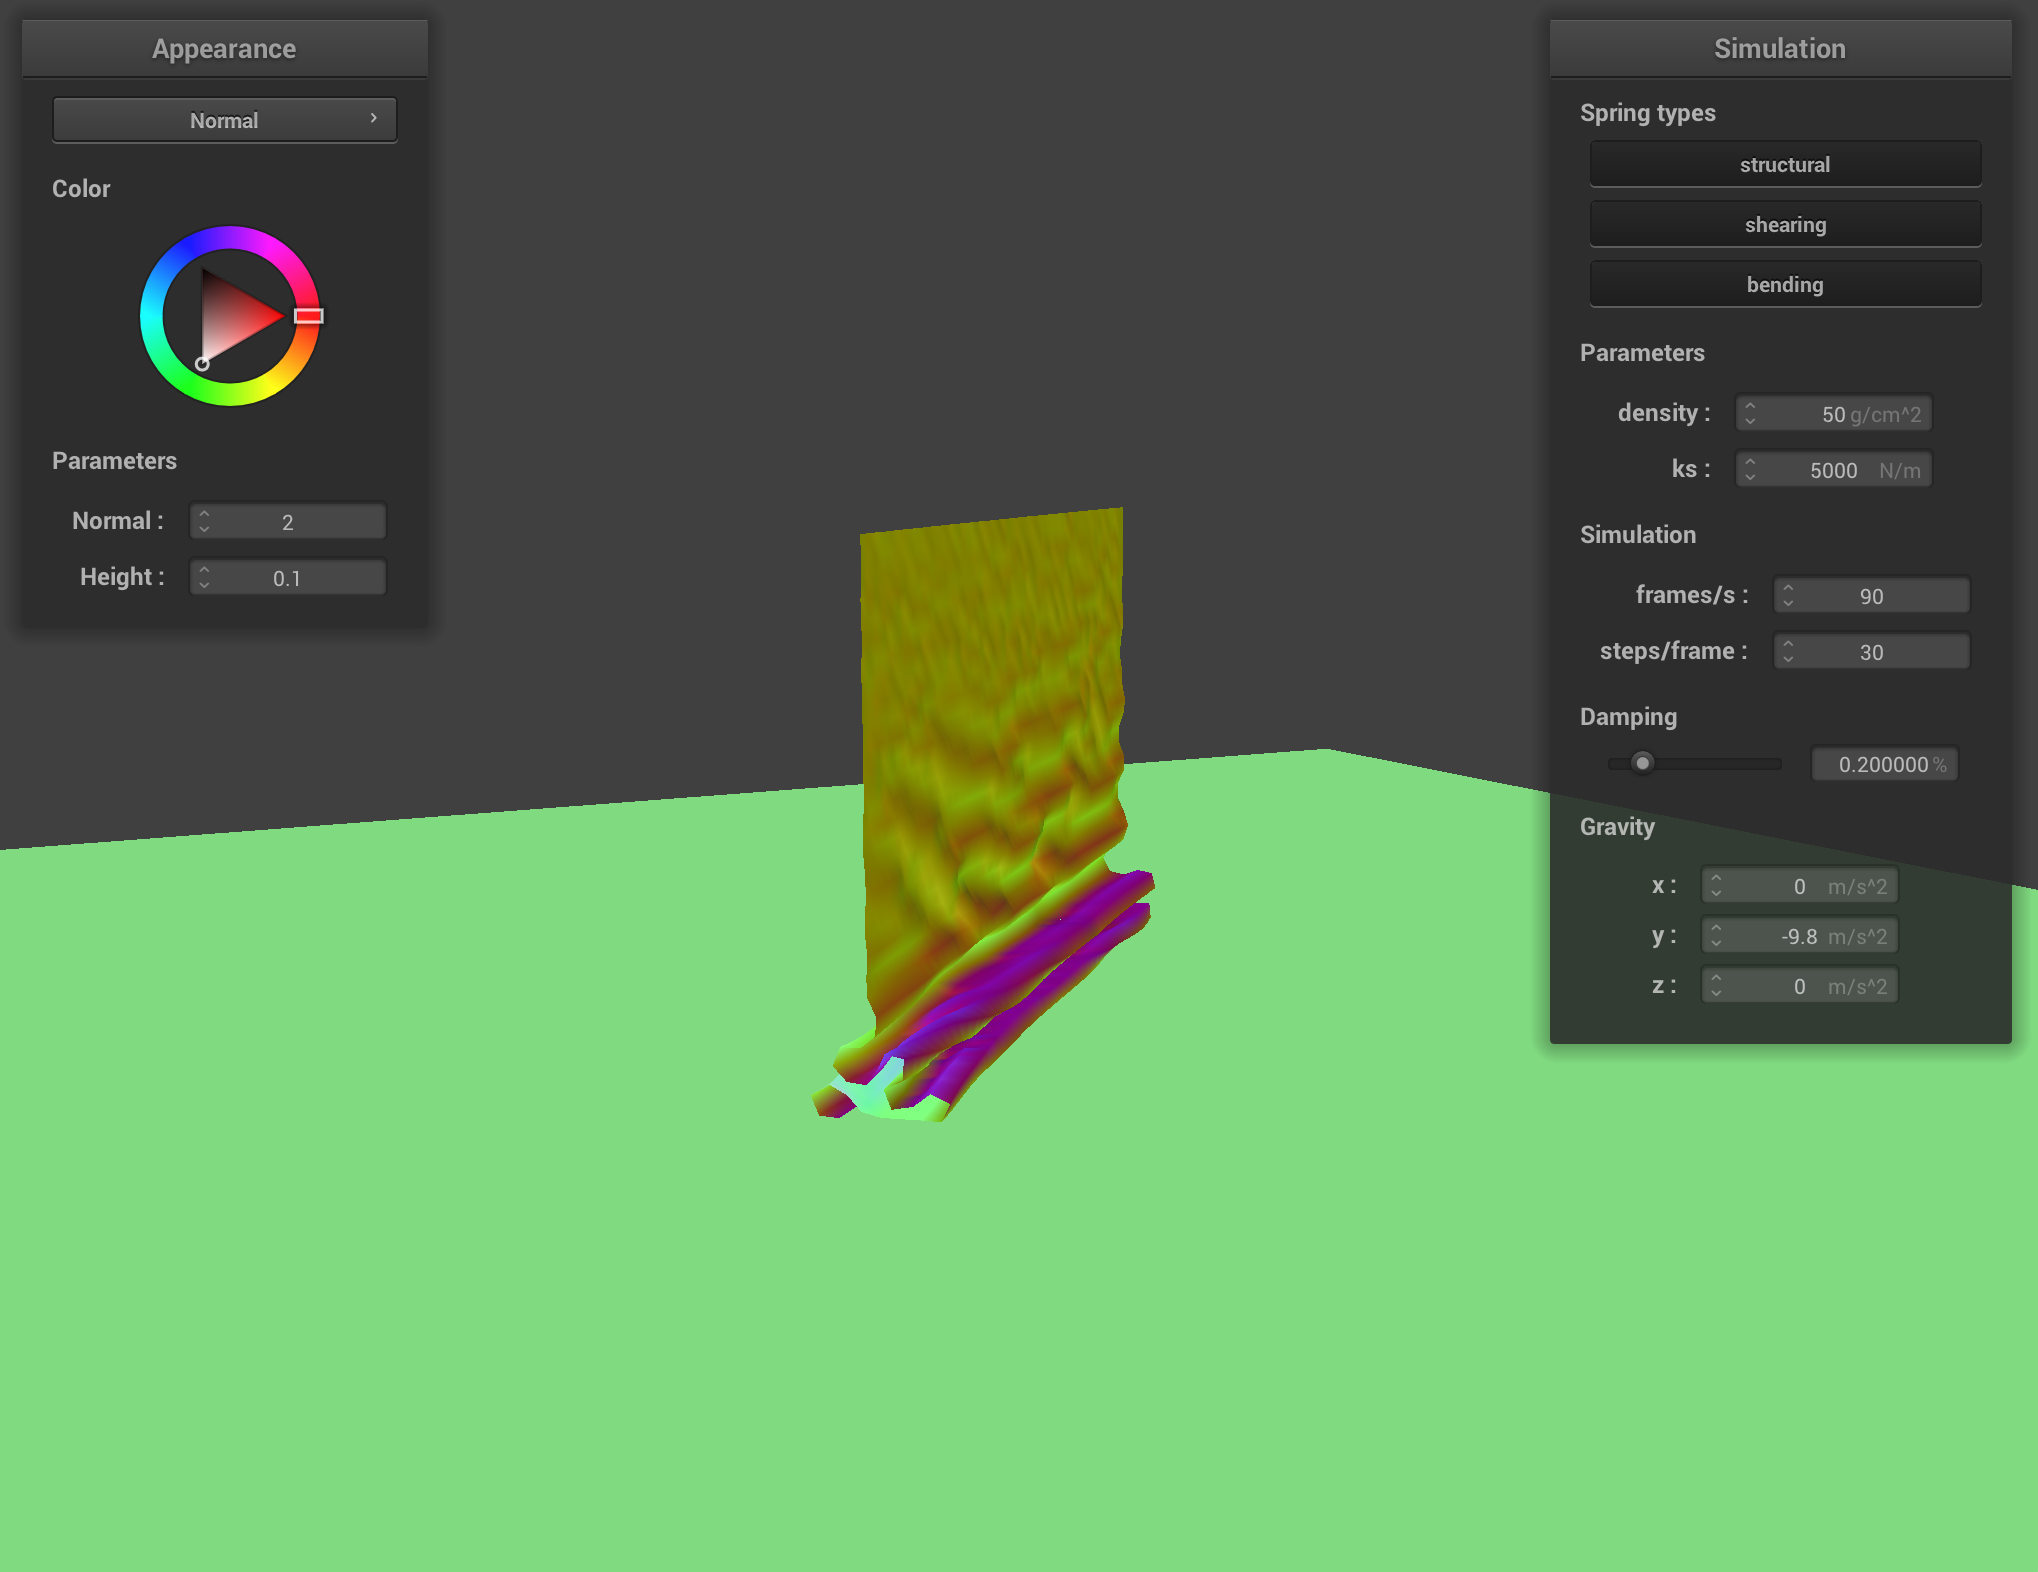 Appearance
Normal
Color
Parameters
Normal : 2
Height : 0.1
Simulation
Spring types
structural
shearing
bending
Parameters
density : 50 g/cm^2
ks : 5000 N/m
Simulation
frames/s : 90
steps/frame : 30
Damping
0.200000 %
Gravity
x : 0 m/s^2
y : -9.8 m/s^2
z : 0 m/s^2